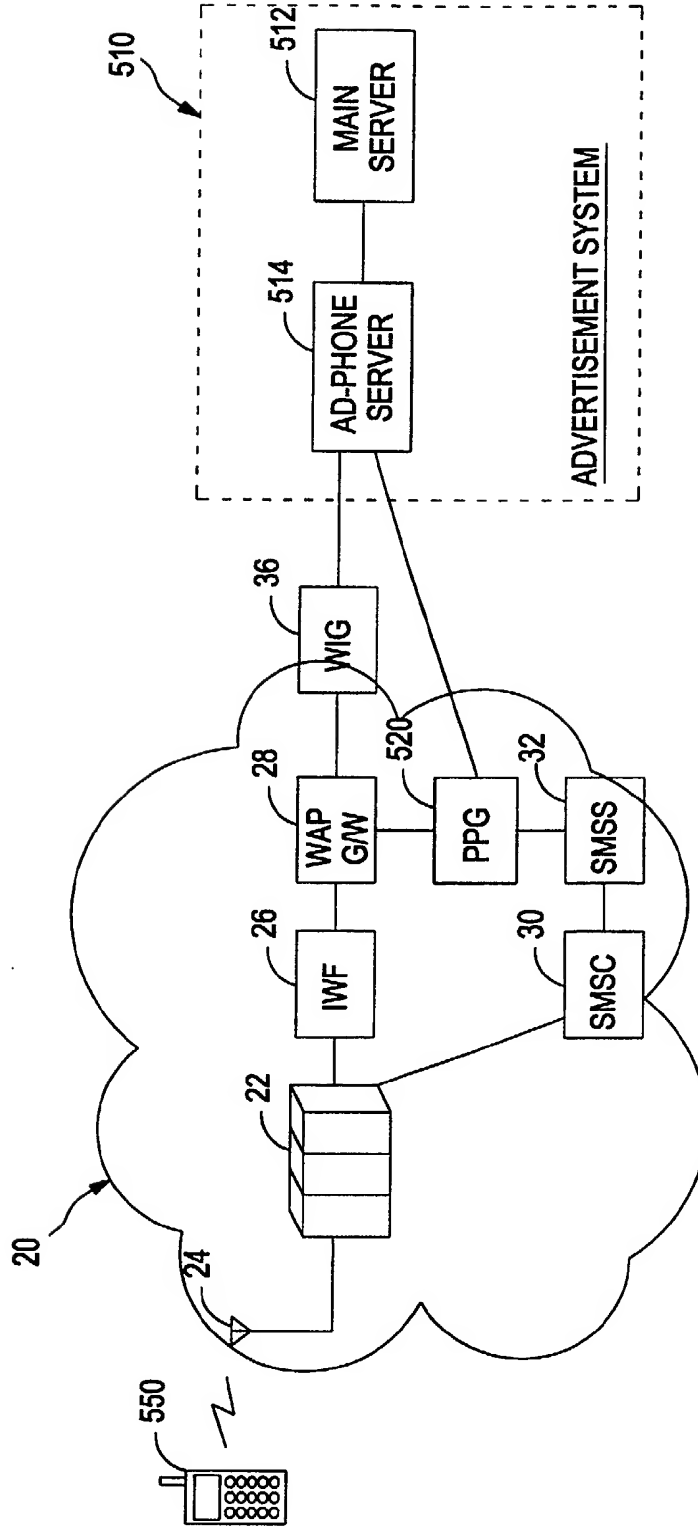 510
512
MAIN
SERVER
514
AD-PHONE
SERVER
ADVERTISEMENT SYSTEM
36
WIG
28
WAP
G/W
520
PPG
32
SMSS
26
IWF
30
SMSC
22
20
24
550